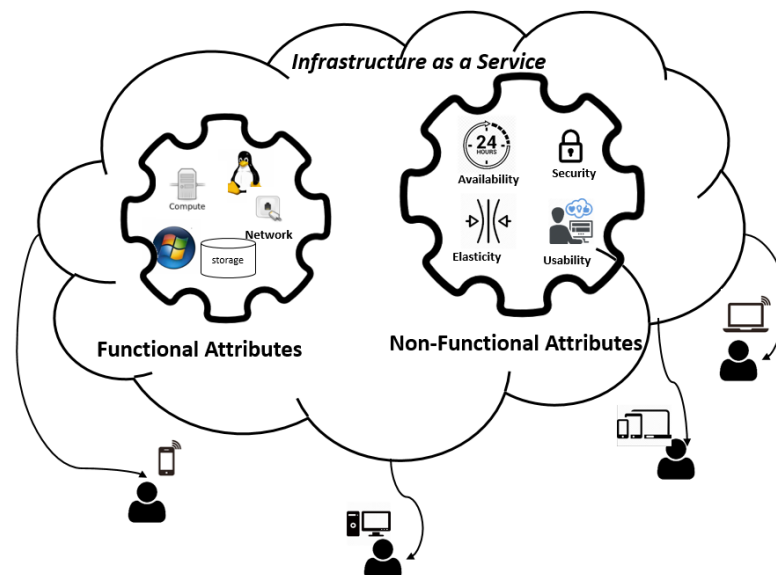 Infrastructure as a Service
Compute
Network
storage
Functional Attributes
24
HOURS
Availability
Security
Elasticity
Usability
Non-Functional Attributes